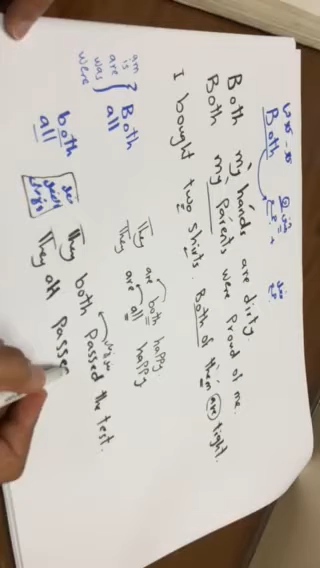 Both
Both my hands are dirty.
Both my parents were proud of me.
I bought two shirts. Both of them are tight.
am
is
are
was
were
} Both
all
They are both happy.
They are all happy
both
all
They both passed the test.
They all passe